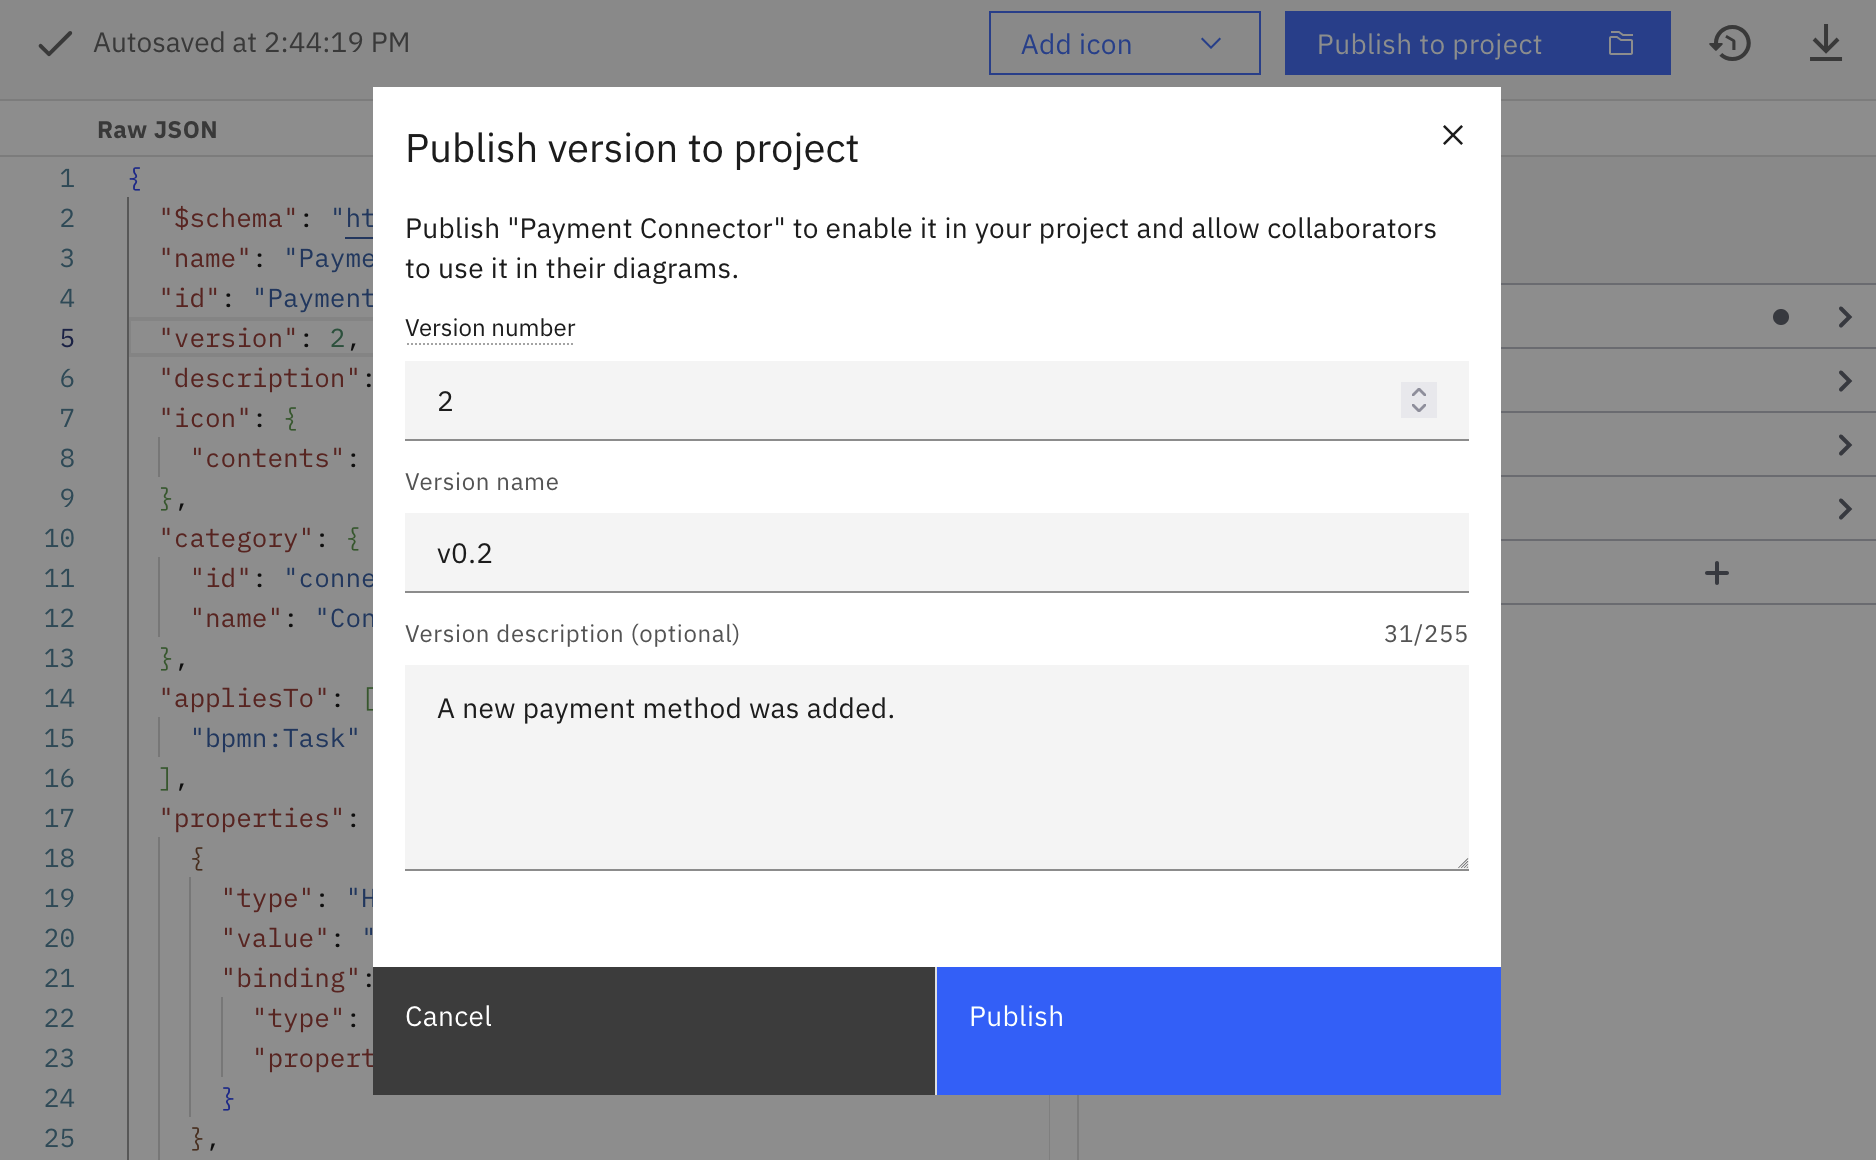 Autosaved at 2:44:19 PM
Add icon
Publish to project
Raw JSON
Publish version to project
Publish "Payment Connector" to enable it in your project and allow collaborators
to use it in their diagrams.
Version number
2
Version name
v0.2
Version description (optional)
31/255
A new payment method was added.
Cancel
Publish
1 {
2 "$schema": "ht
3 "name": "Payme
4 "id": "Payment
5 "version": 2,
6 "description":
7 "icon": {
8 "contents":
9 },
10 "category": {
11 "id": "conne
12 "name": "Con
13 },
14 "appliesTo": [
15 "bpmn:Task"
16 ],
17 "properties":
18 {
19 "type": "H
20 "value": "
21 "binding":
22 "type":
23 "propert
24 }
25 },